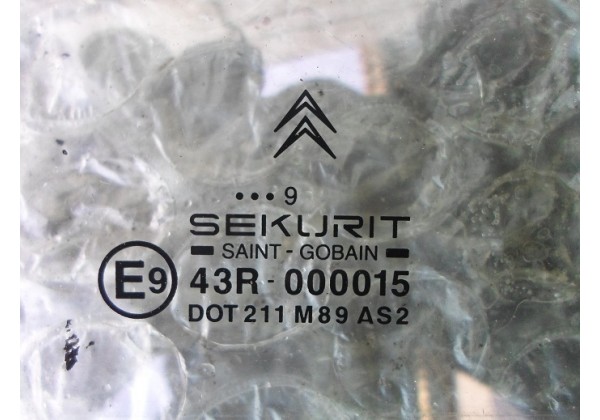 •••9
SEKURIT
SAINT-GOBAIN
E9 43R-000015
DOT 211 M89 AS2